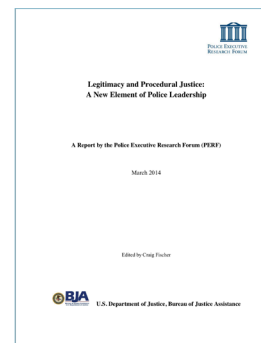 POLICE EXECUTIVE
RESEARCH FORUM
Legitimacy and Procedural Justice:
A New Element of Police Leadership
A Report by the Police Executive Research Forum (PERF)
March 2014
Edited by Craig Fischer
BJA
U.S. Department of Justice, Bureau of Justice Assistance